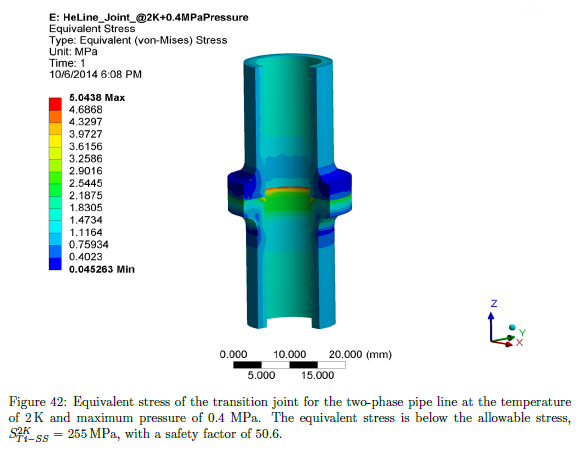 E: HeLine_Joint_@2K+0.4MPaPressure
Equivalent Stress
Type: Equivalent (von-Mises) Stress
Unit: MPa
Time: 1
10/6/2014 6:08 PM
5.0438 Max
4.6868
4.3297
3.9727
3.6156
3.2586
2.9016
2.5445
2.1875
1.8305
1.4734
1.1164
0.75934
0.4023
0.045263 Min
Z
Y
X
0.000 10.000 20.000 (mm)
5.000 15.000
Figure 42: Equivalent stress of the transition joint for the two-phase pipe line at the temperature
of 2 K and maximum pressure of 0.4 MPa. The equivalent stress is below the allowable stress,
S^{2K}_{Ti−SS} = 255 MPa, with a safety factor of 50.6.